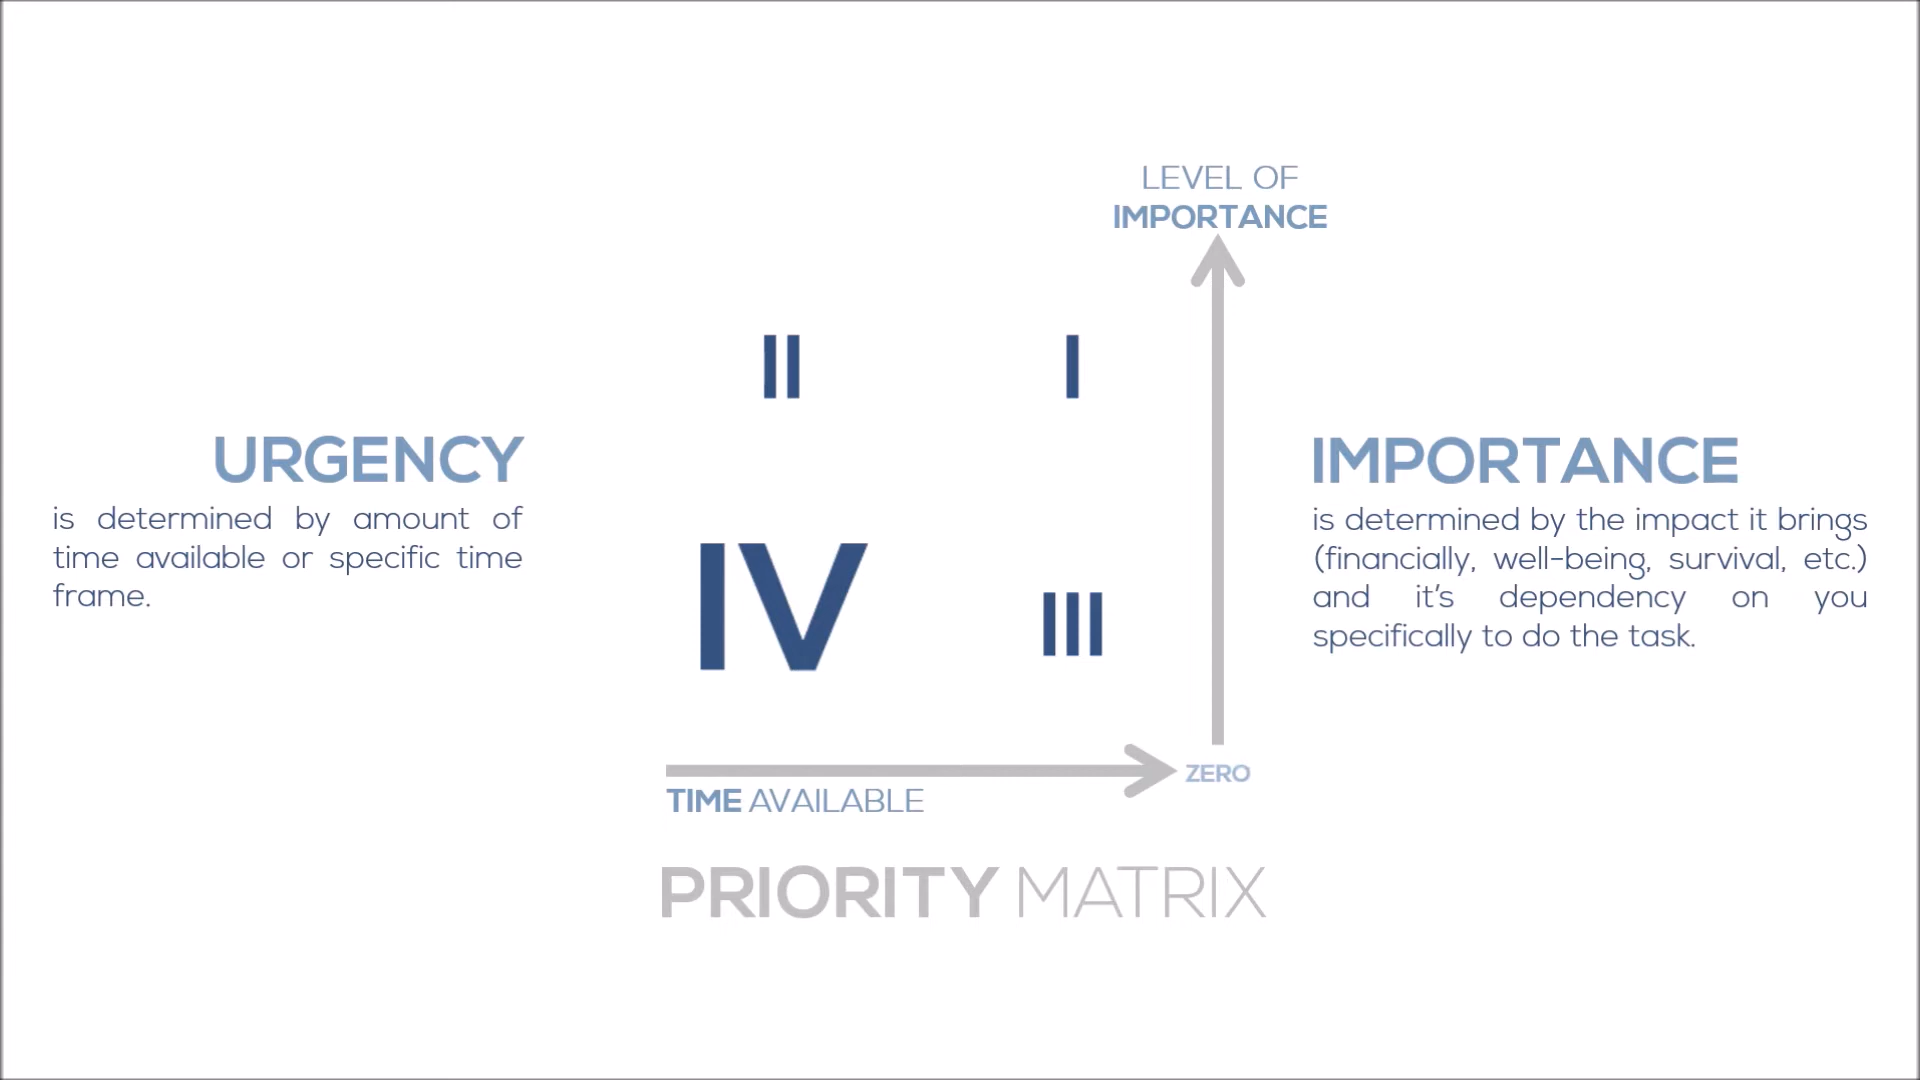 LEVEL OF
IMPORTANCE
II
I
URGENCY
is determined by amount of
time available or specific time
frame.
IV
III
IMPORTANCE
is determined by the impact it brings
(financially, well-being, survival, etc.)
and it's dependency on you
specifically to do the task.
ZERO
TIME AVAILABLE
PRIORITY MATRIX